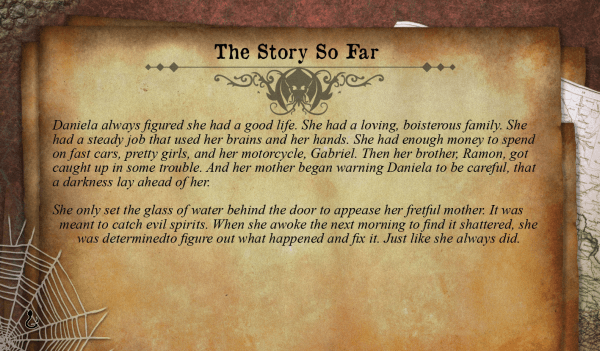 The Story So Far
Daniela always figured she had a good life. She had a loving, boisterous family. She
had a steady job that used her brains and her hands. She had enough money to spend
on fast cars, pretty girls, and her motorcycle, Gabriel. Then her brother, Ramon, got
caught up in some trouble. And her mother began warning Daniela to be careful, that
a darkness lay ahead of her.
She only set the glass of water behind the door to appease her fretful mother. It was
meant to catch evil spirits. When she awoke the next morning to find it shattered, she
was determinedto figure out what happened and fix it. Just like she always did.